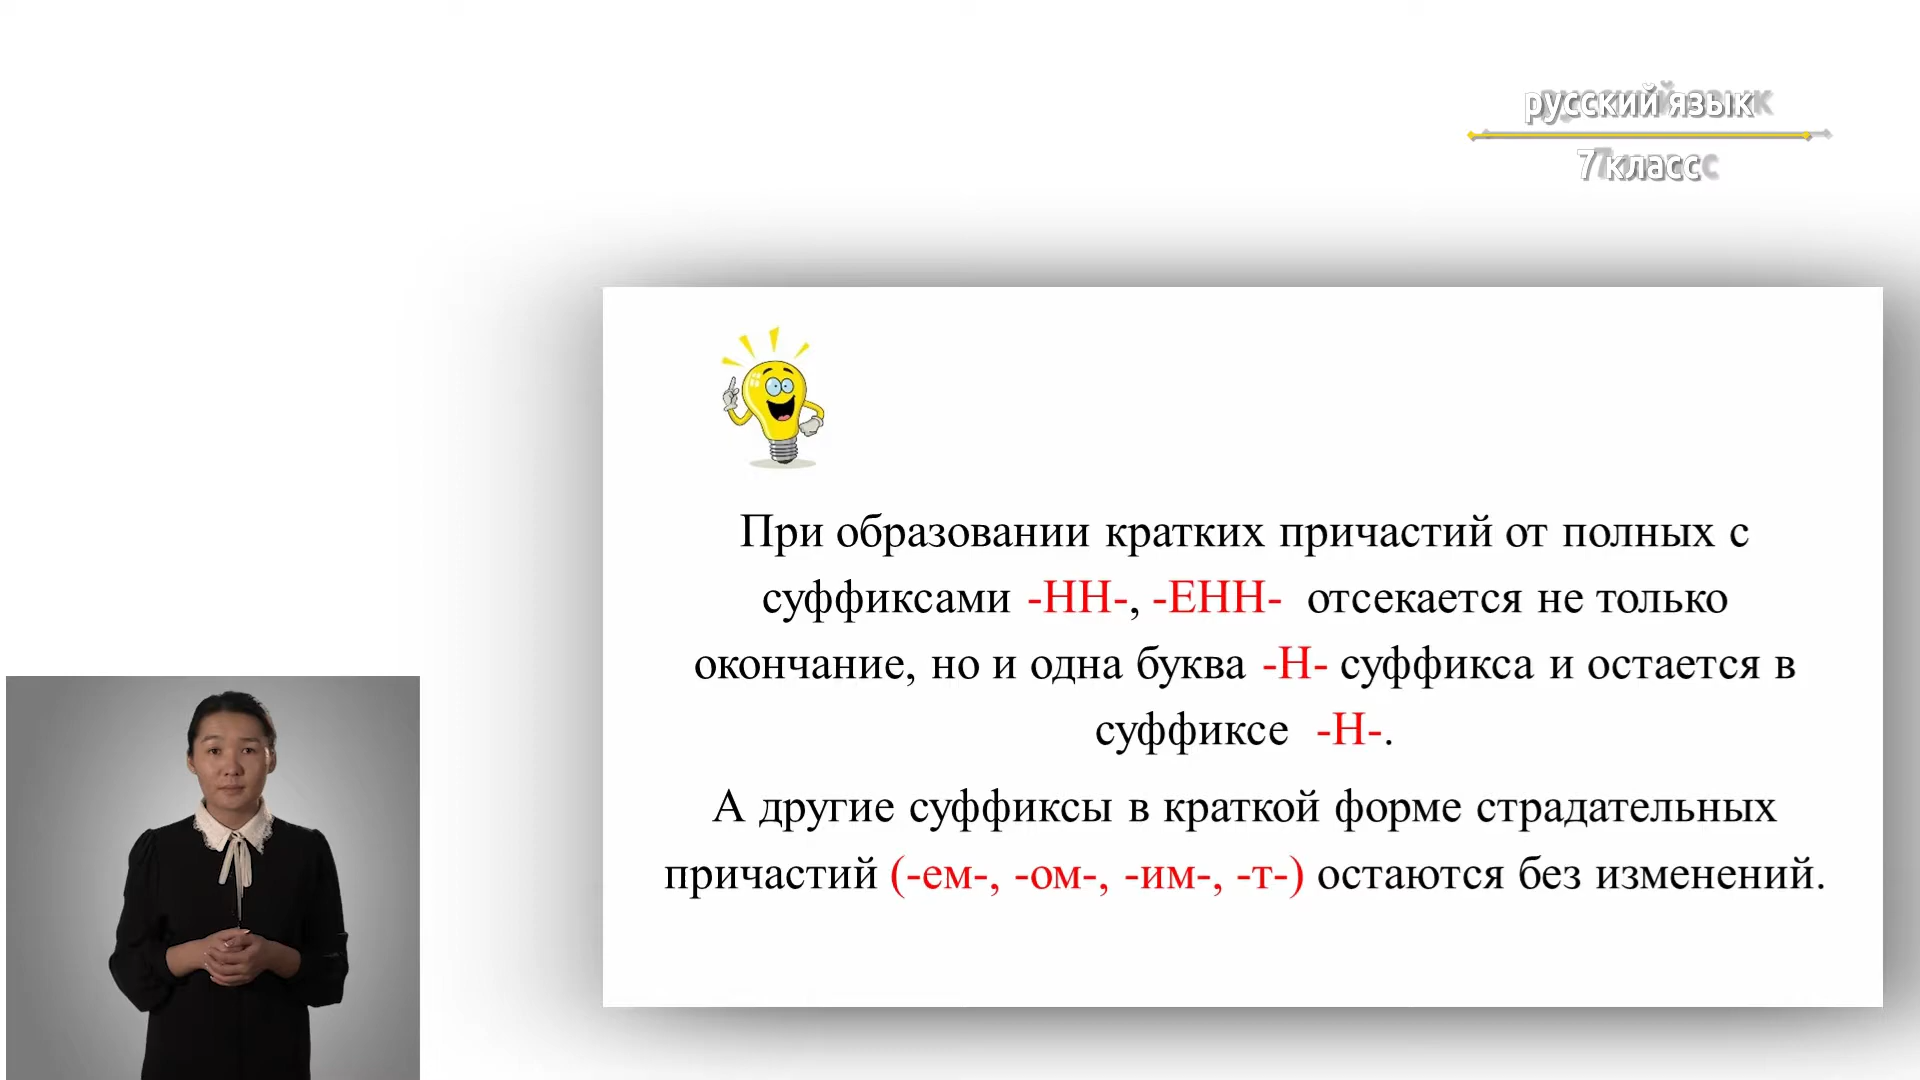 русский язык
7 класс
При образовании кратких причастий от полных с
суффиксами -НН-, -ЕНН- отсекается не только
окончание, но и одна буква -Н- суффикса и остается в
суффиксе -Н-.
А другие суффиксы в краткой форме страдательных
причастий (-ем-, -ом-, -им-, -т-) остаются без изменений.